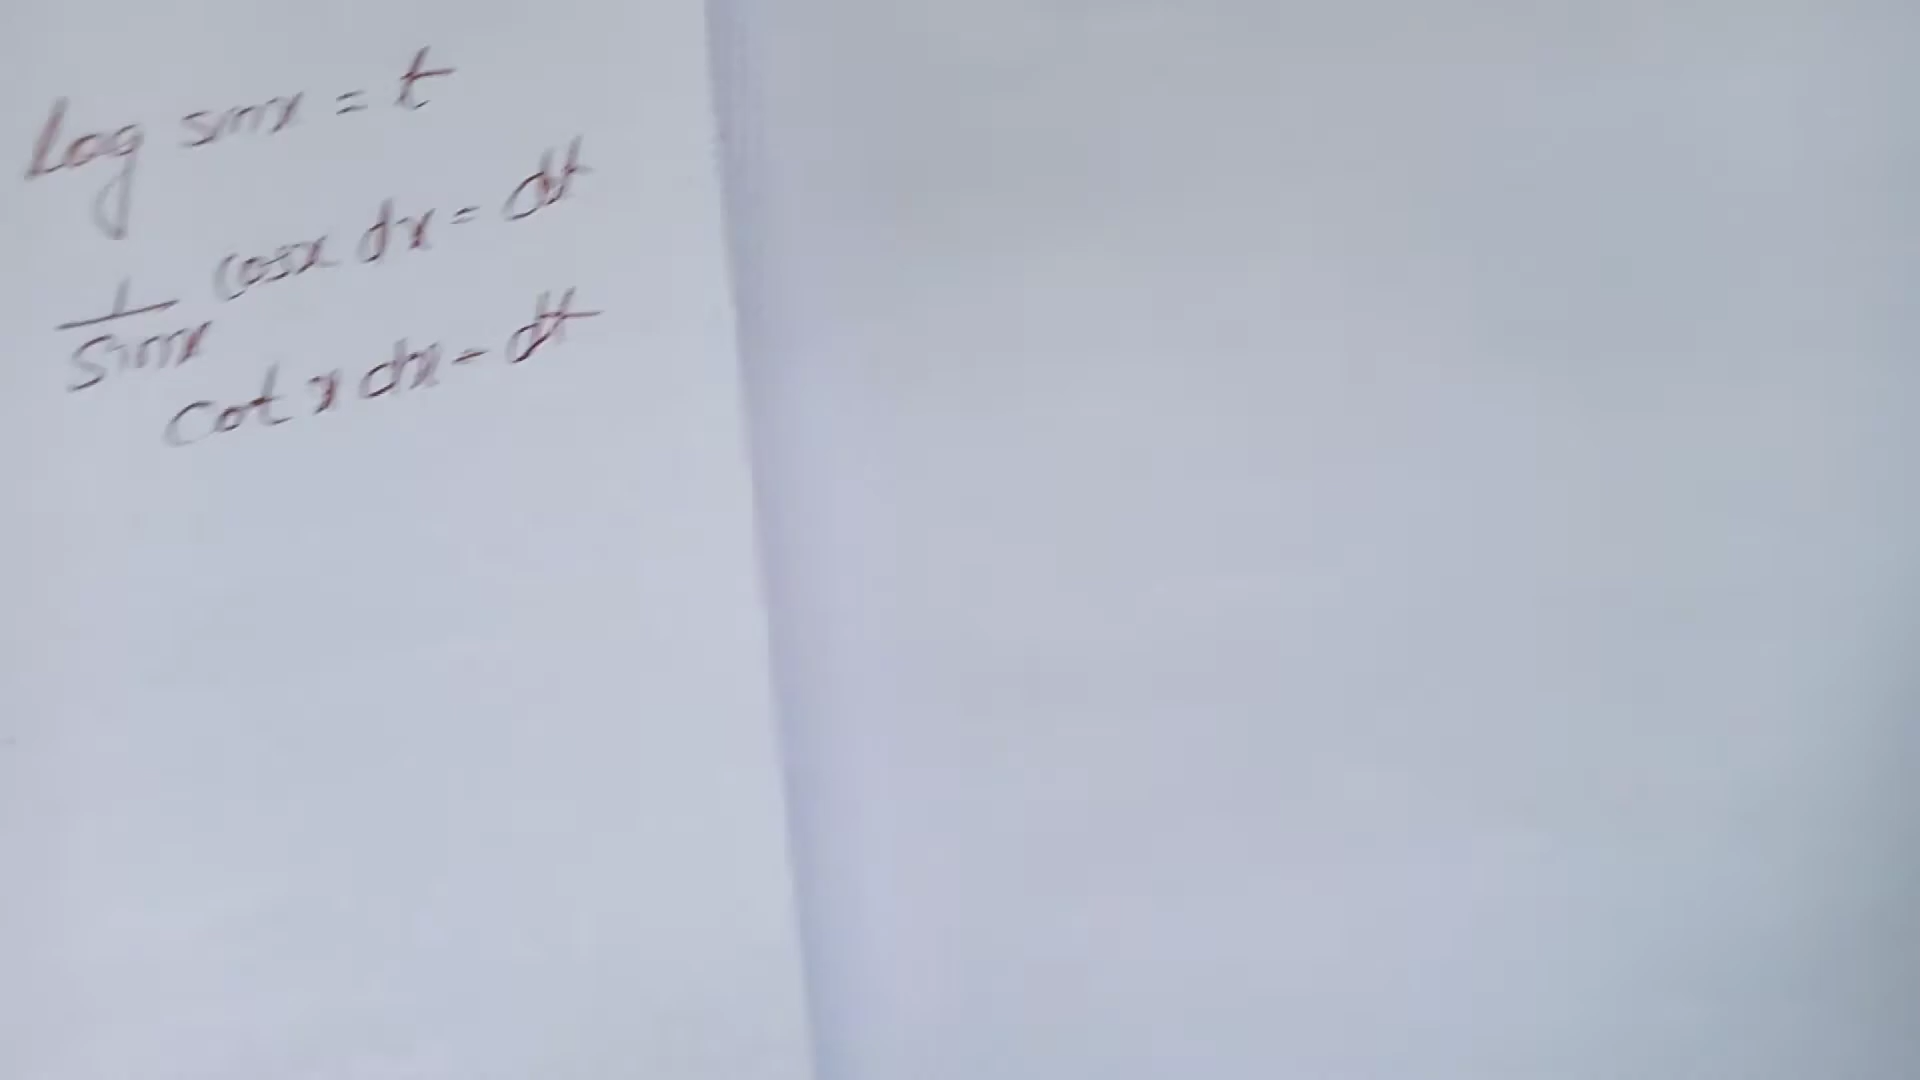 Log sinx = t
1/sinx cosx dx = dt
cot x dx = dt